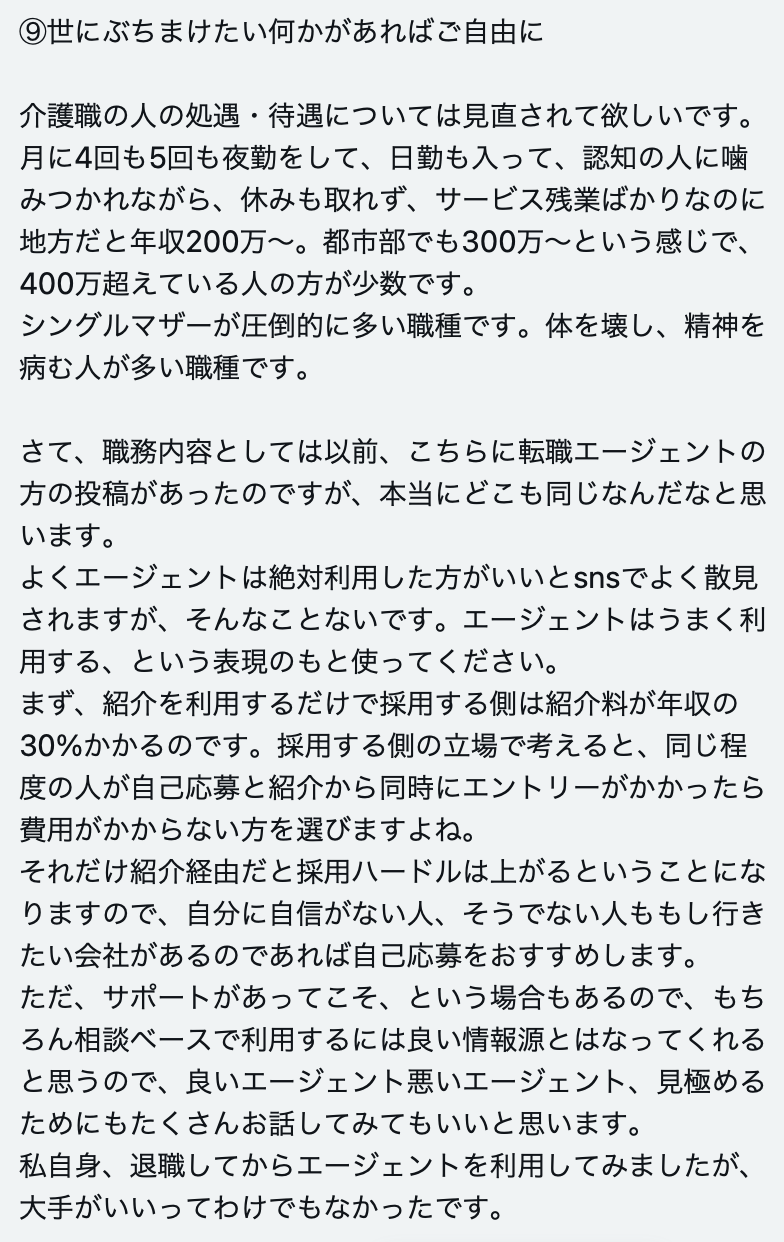 ⑨世にぶちまけたい何かがあればご自由に
介護職の人の処遇・待遇については見直されて欲しいです。
月に4回も5回も夜勤をして、日勤も入って、認知の人に噛
みつかれながら、休みも取れず、サービス残業ばかりなのに
地方だと年収200万〜。都市部でも300万〜という感じで、
400万超えている人の方が少数です。
シングルマザーが圧倒的に多い職種です。体を壊し、精神を
病む人が多い職種です。
さて、職務内容としては以前、こちらに転職エージェントの
方の投稿があったのですが、本当にどこも同じなんだなと思
います。
よくエージェントは絶対利用した方がいいとsnsでよく散見
されますが、そんなことないです。エージェントはうまく利
用する、という表現のもと使ってください。
まず、紹介を利用するだけで採用する側は紹介料が年収の
30%かかるのです。採用する側の立場で考えると、同じ程
度の人が自己応募と紹介から同時にエントリーがかかったら
費用がかからない方を選びますよね。
それだけ紹介経由だと採用ハードルは上がるということにな
りますので、自分に自信がない人、そうでない人ももし行き
たい会社があるのであれば自己応募をおすすめします。
ただ、サポートがあってこそ、という場合もあるので、もち
ろん相談ベースで利用するには良い情報源とはなってくれる
と思うので、良いエージェント悪いエージェント、見極める
ためにもたくさんお話してみてもいいと思います。
私自身、退職してからエージェントを利用してみましたが、
大手がいいってわけでもなかったです。